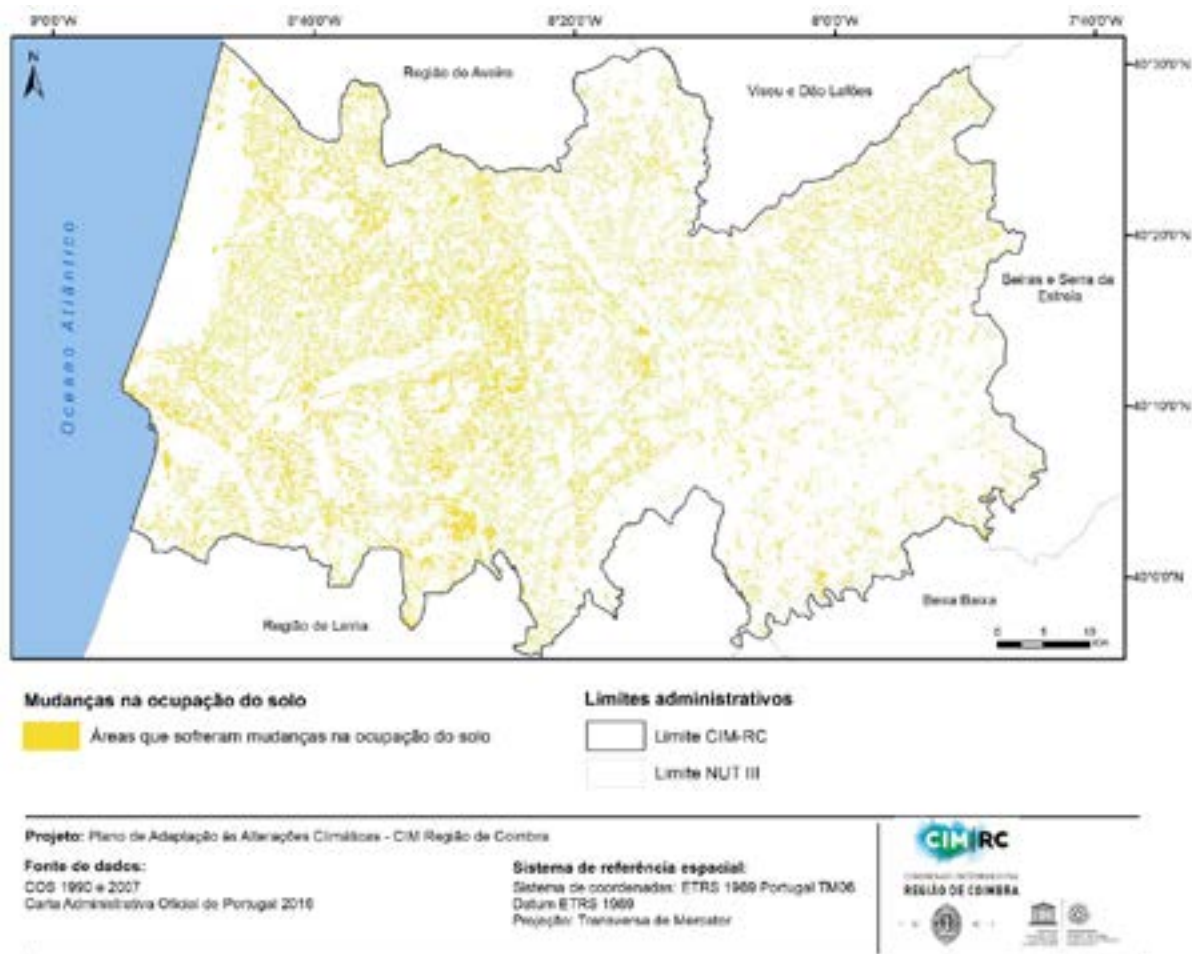 9°0'0"W 8°40'0"W 8°20'0"W 8°0'0"W 7°40'0"W
N
Região de Aveiro
Viseu e Dão Lafões
40°30'0"N
40°20'0"N
Oceano Atlântico
Beiras e Serra da
Estrela
40°10'0"N
40°0'0"N
Região de Leiria
Beira Baixa
0 5 10
Km
Mudanças na ocupação do solo
Áreas que sofreram mudanças na ocupação do solo
Limites administrativos
Limite CIM-RC
Limite NUT III
Projeto: Plano de Adaptação às Alterações Climáticas - CIM Região de Coimbra
Fonte de dados:
COS 1990 e 2007
Carta Administrativa Oficial de Portugal 2016
Sistema de referência espacial:
Sistema de coordenadas: ETRS 1989 Portugal TM06
Datum ETRS 1989
Projeção: Transversa de Mercator
CIM RC
REGIÃO DE COIMBRA